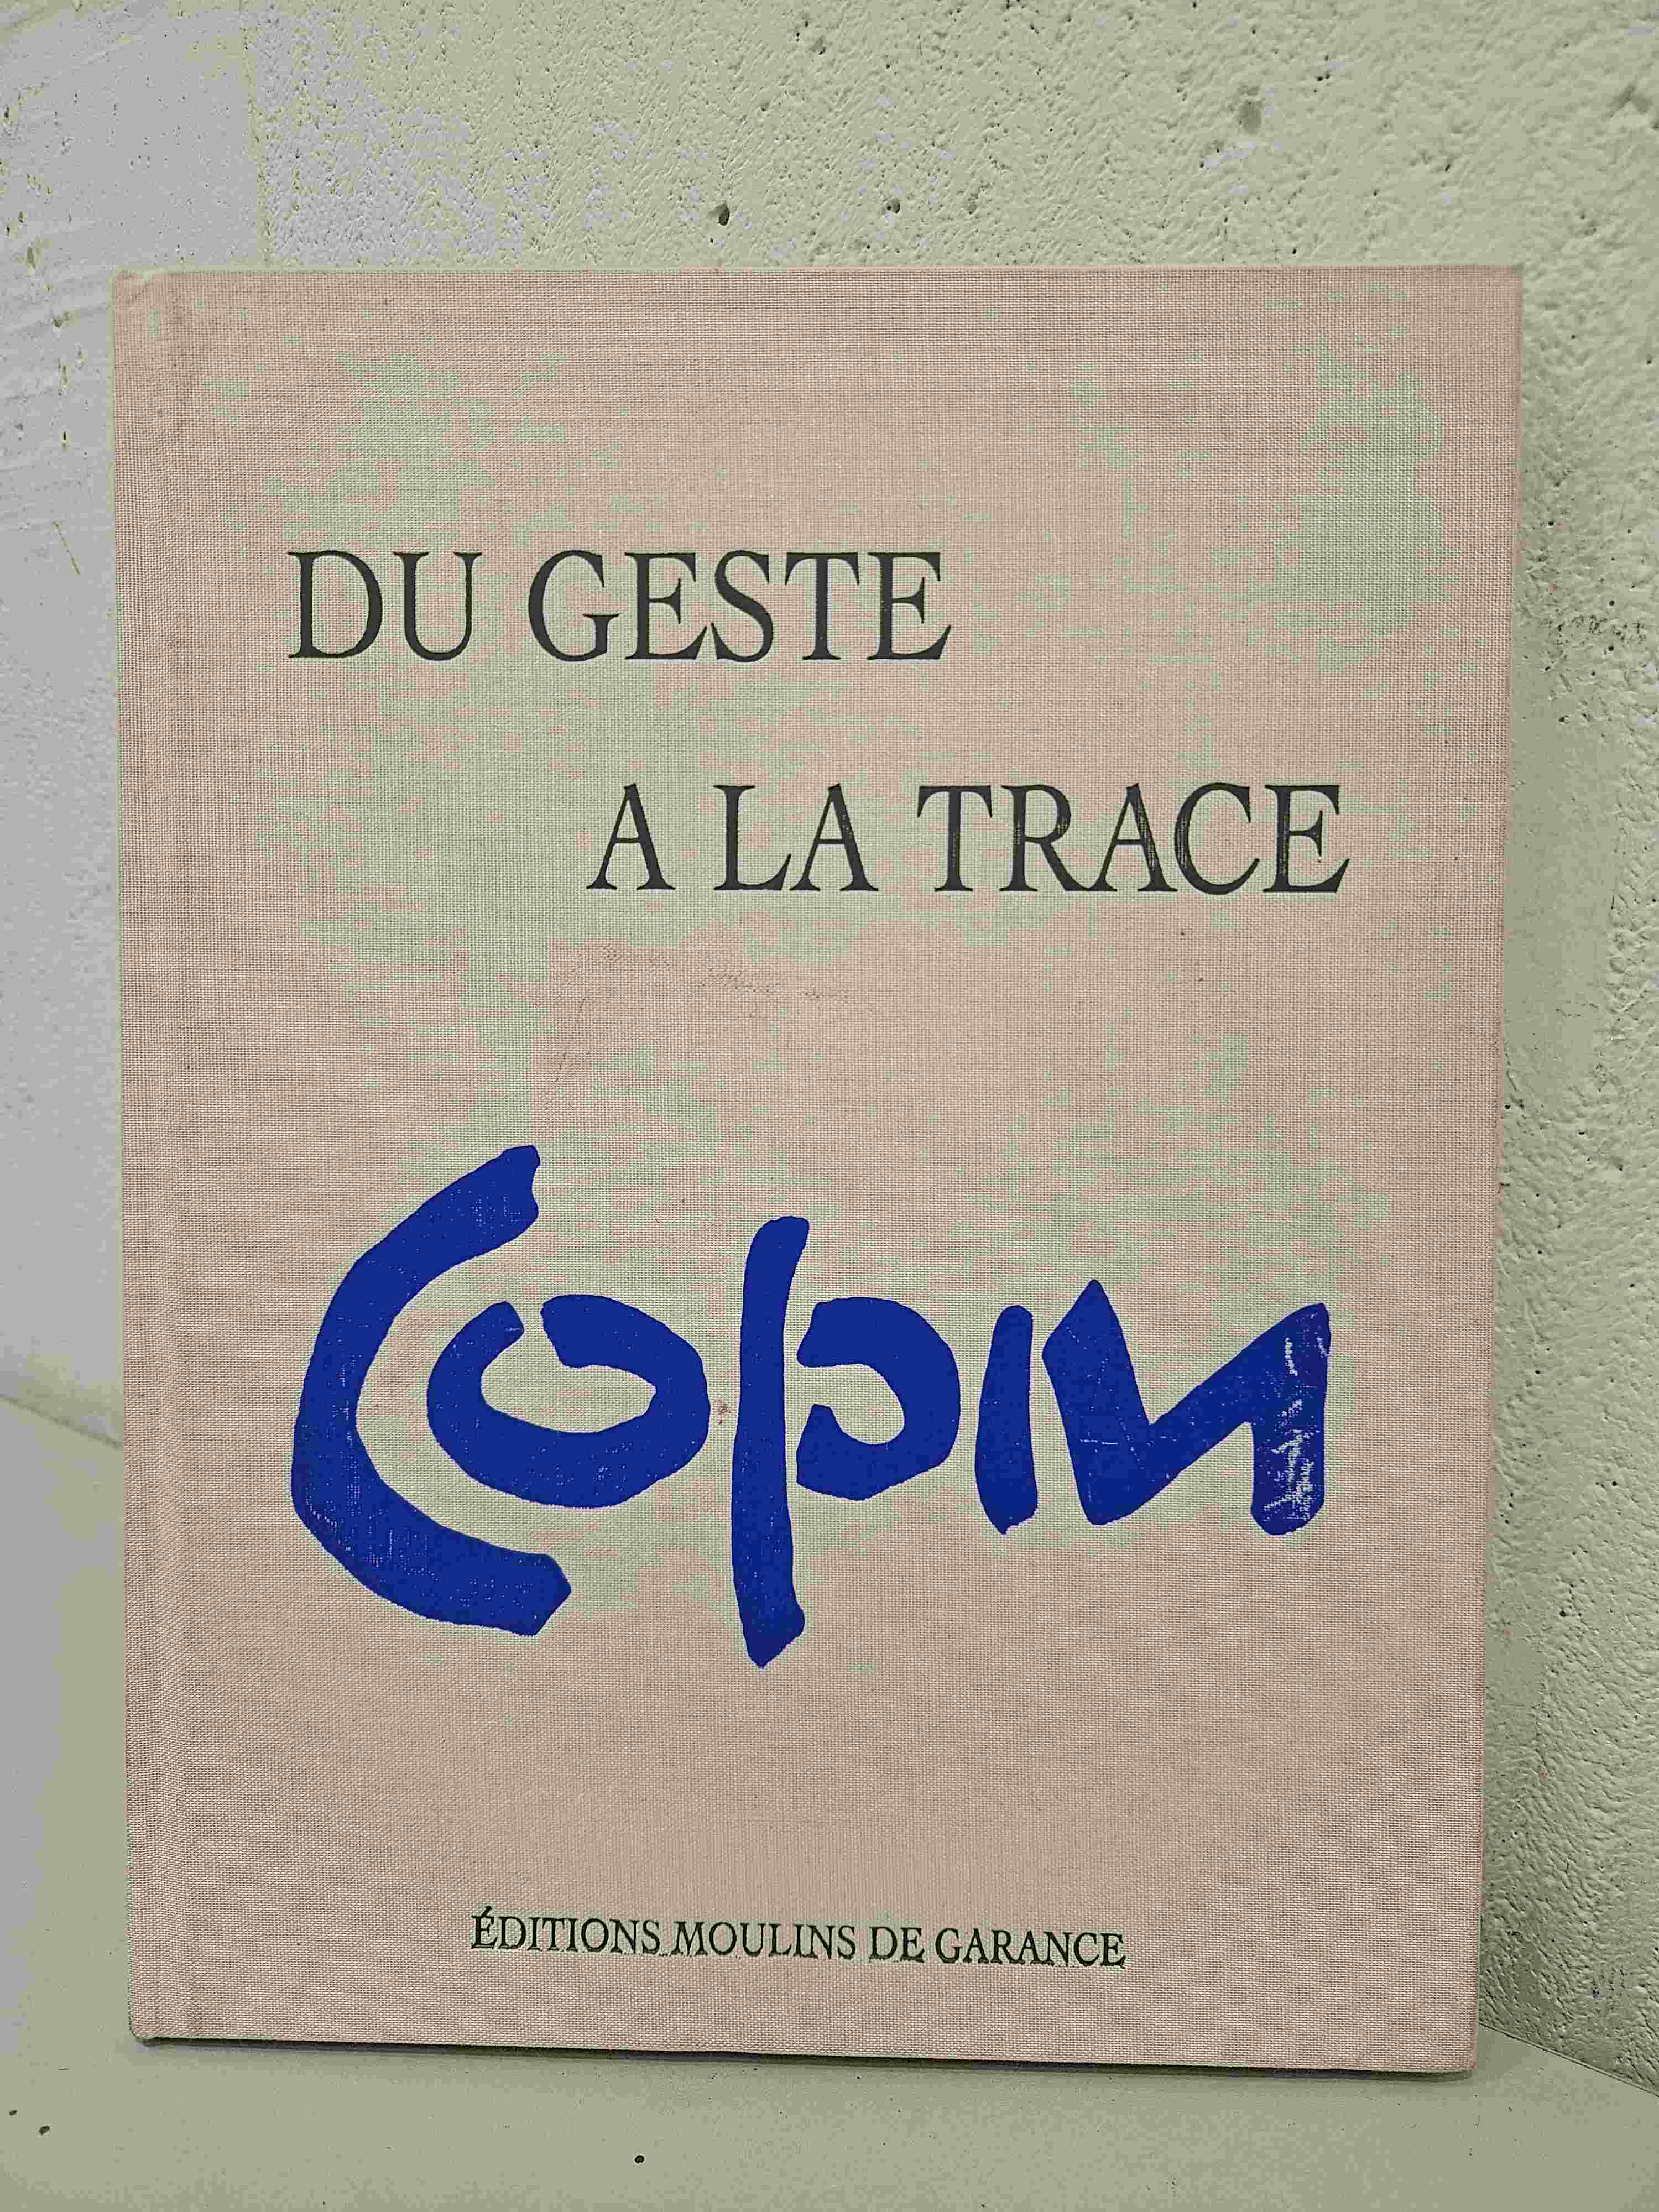 DU GESTE
A LA TRACE
Copin
ÉDITIONS MOULINS DE GARANCE